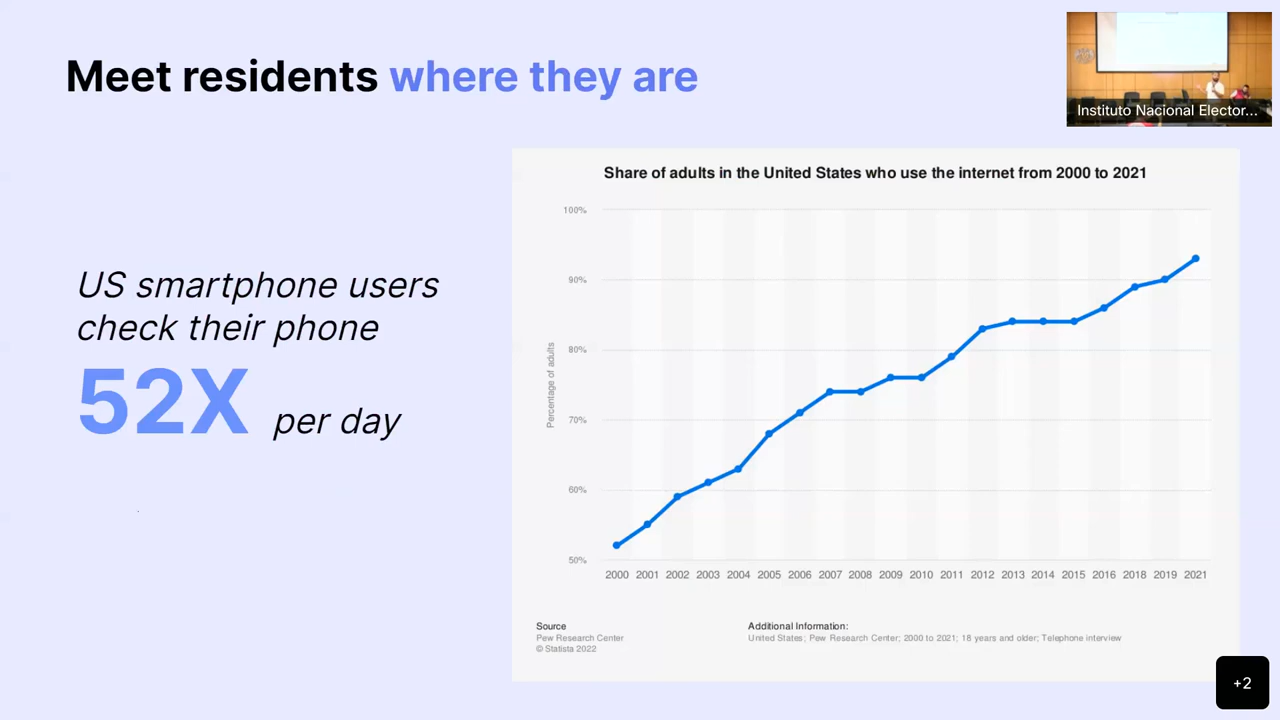 Meet residents where they are
Instituto Nacional Elector...
US smartphone users
check their phone
52X per day
Share of adults in the United States who use the internet from 2000 to 2021
Percentage of adults
100%
90%
80%
70%
60%
50%
2000 2001 2002 2003 2004 2005 2006 2007 2008 2009 2010 2011 2012 2013 2014 2015 2016 2018 2019 2021
Source
Pew Research Center
© Statista 2022
Additional Information:
United States; Pew Research Center; 2000 to 2021; 18 years and older; Telephone interview
+2